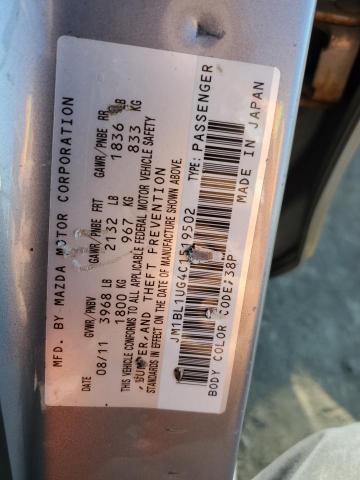 MFD. BY MAZDA MOTOR CORPORATION
DATE GVWR/PNBV GAWR/PNBE FRT GAWR/PNBE RR
08/11 3968 LB 2132 LB 1836 LB
1800 KG 967 KG 833 KG
THIS VEHICLE CONFORMS TO ALL APPLICABLE FEDERAL MOTOR VEHICLE SAFETY
, BUMPER, AND THEFT PREVENTION
STANDARDS IN EFFECT ON THE DATE OF MANUFACTURE SHOWN ABOVE.
JM1BL1UG4C1 19502 TYPE: PASSENGER
BODY COLOR CODE: 38P MADE IN JAPAN